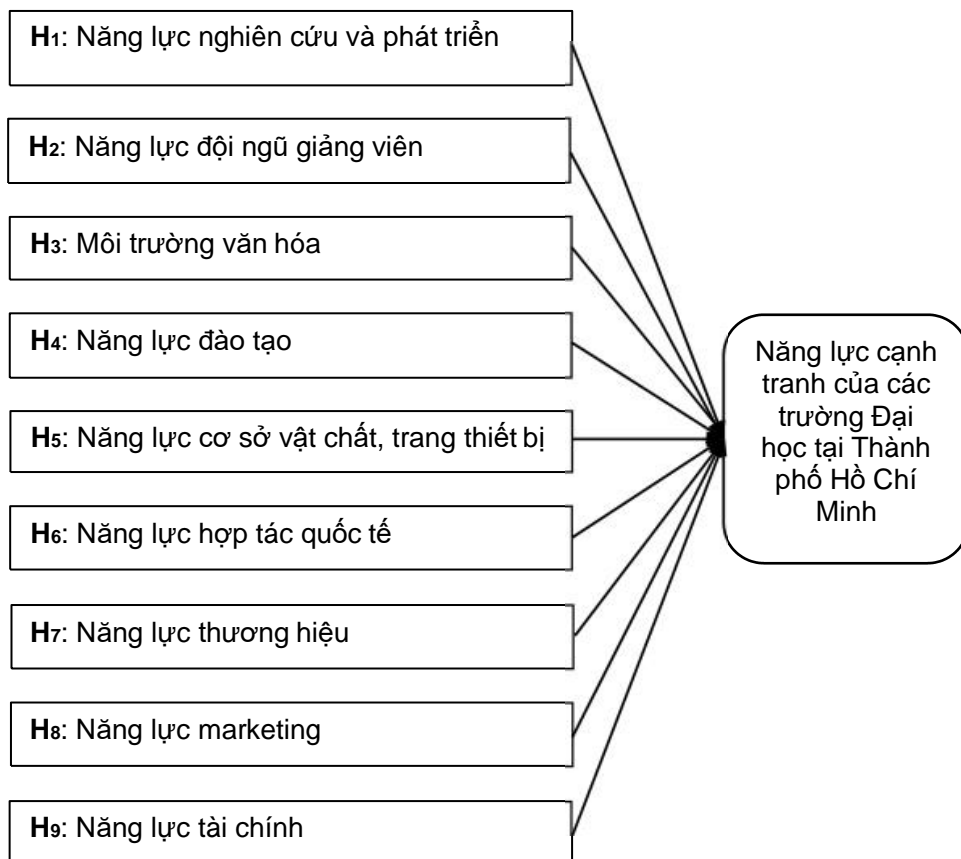 H1: Năng lực nghiên cứu và phát triển
H2: Năng lực đội ngũ giảng viên
H3: Môi trường văn hóa
H4: Năng lực đào tạo
H5: Năng lực cơ sở vật chất, trang thiết bị
H6: Năng lực hợp tác quốc tế
H7: Năng lực thương hiệu
H8: Năng lực marketing
H9: Năng lực tài chính
Năng lực cạnh
tranh của các
trường Đại
học tại Thành
phố Hồ Chí
Minh